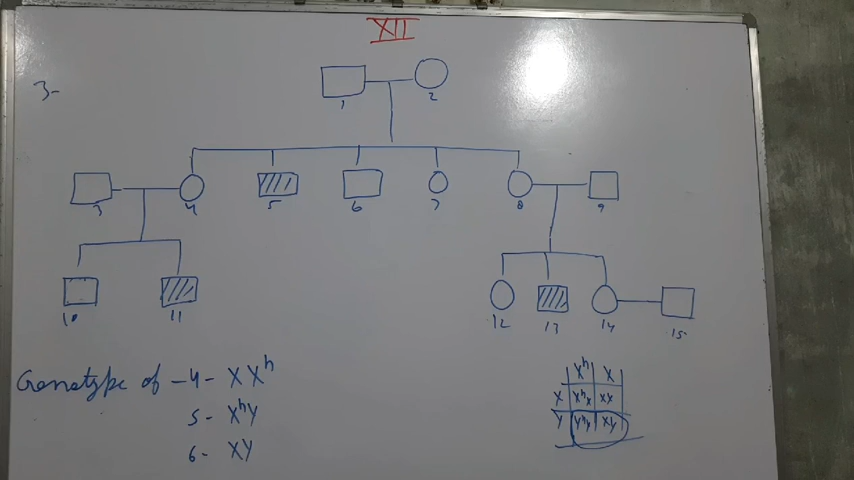 XII
3-
1 2
3 4 5 6 7 8 9
10 11 12 13 14 15
Genotype of -4- XX^h
5- X^hY
6- XY
X^h X
X X^hX XX
Y X^hY XY